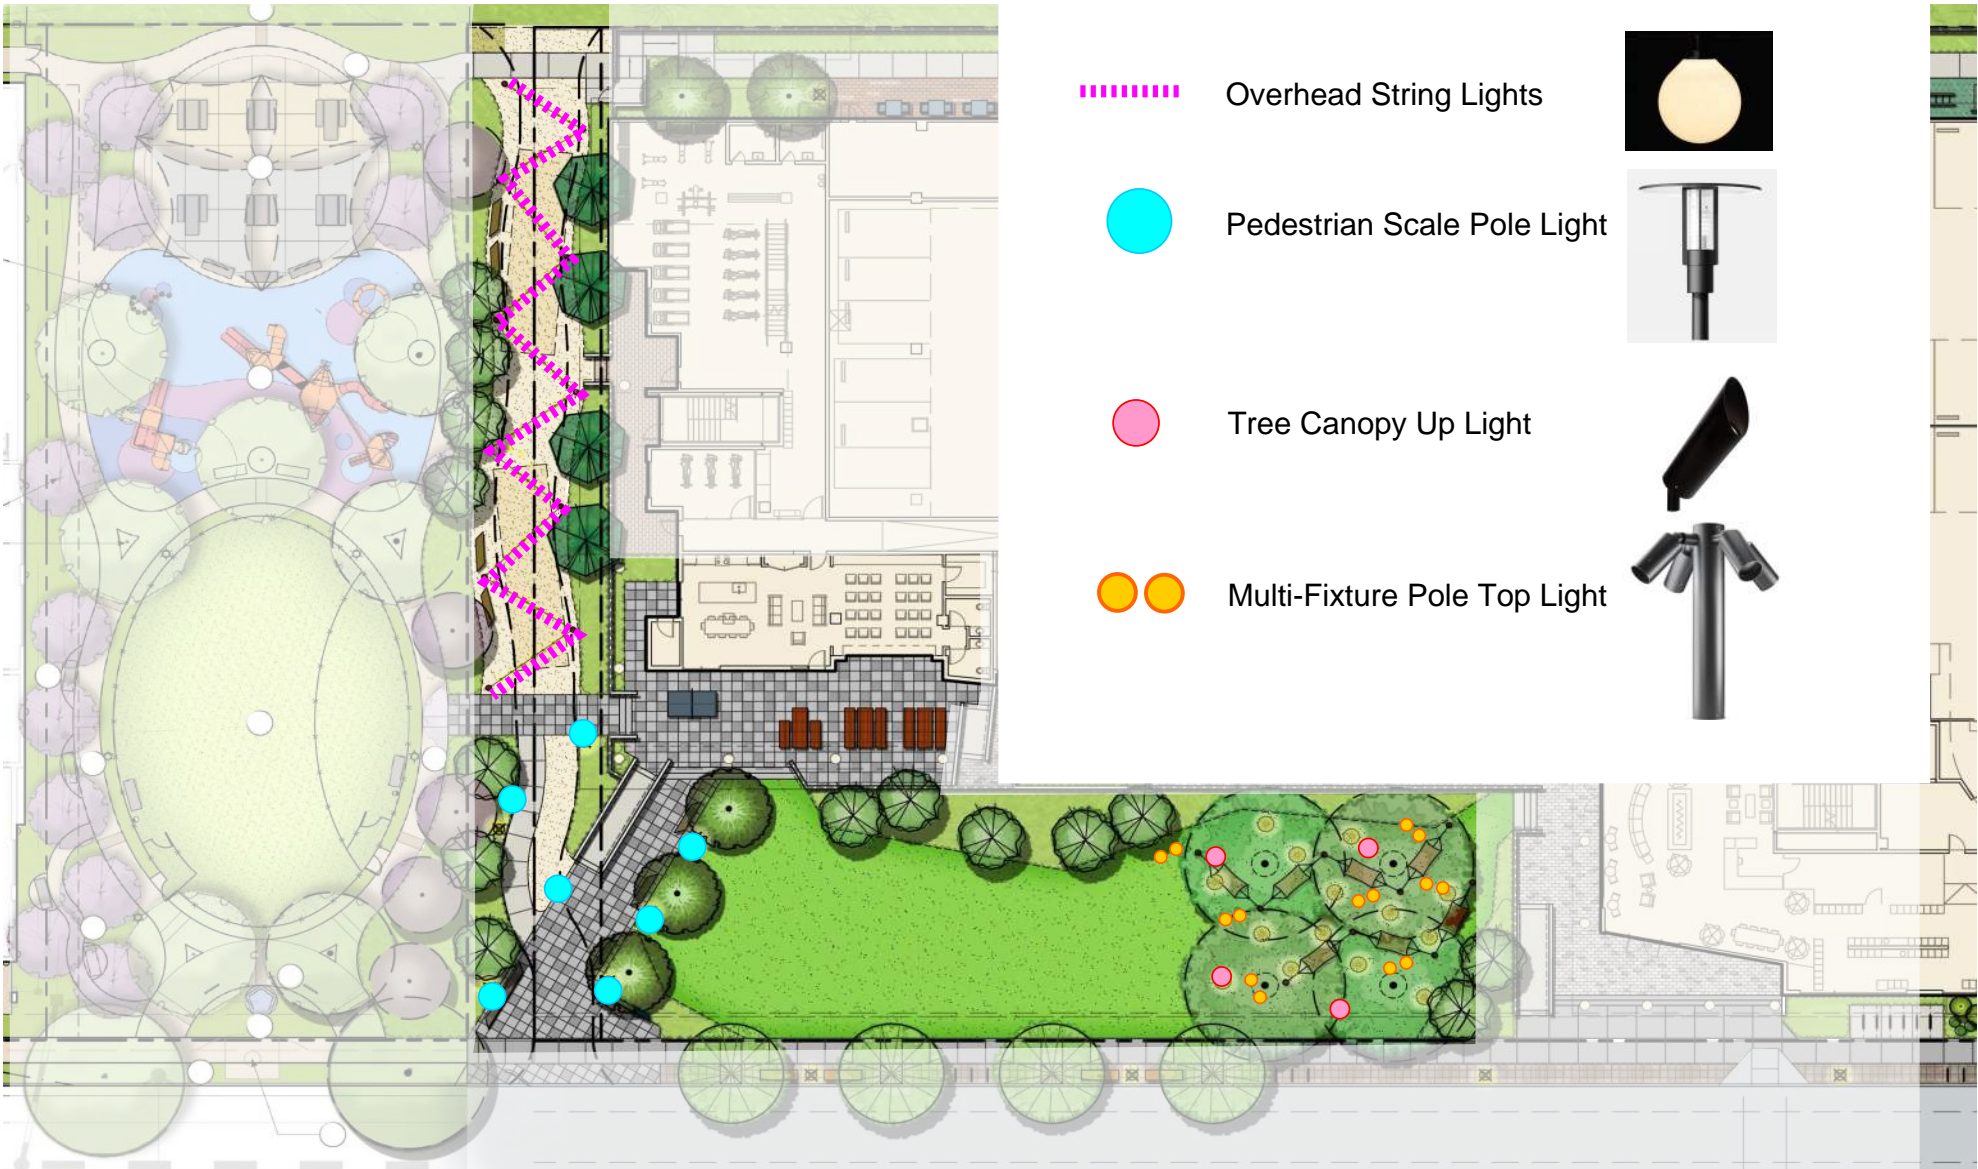 Overhead String Lights
Pedestrian Scale Pole Light
Tree Canopy Up Light
Multi-Fixture Pole Top Light